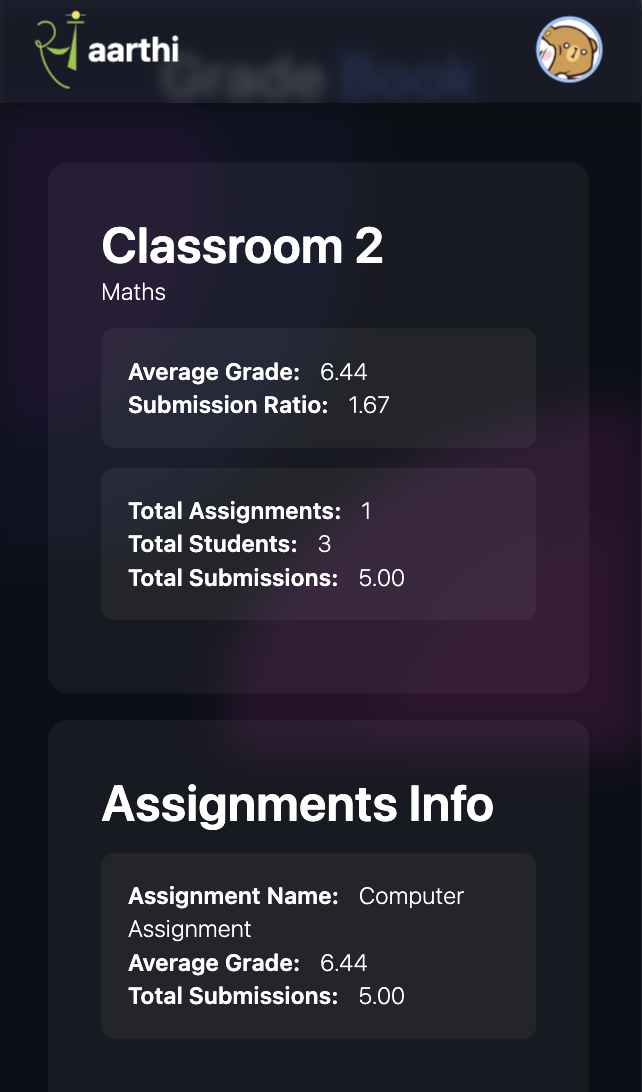 सaarthi
Grade Book
Classroom 2
Maths
Average Grade: 6.44
Submission Ratio: 1.67
Total Assignments: 1
Total Students: 3
Total Submissions: 5.00
Assignments Info
Assignment Name: Computer
Assignment
Average Grade: 6.44
Total Submissions: 5.00